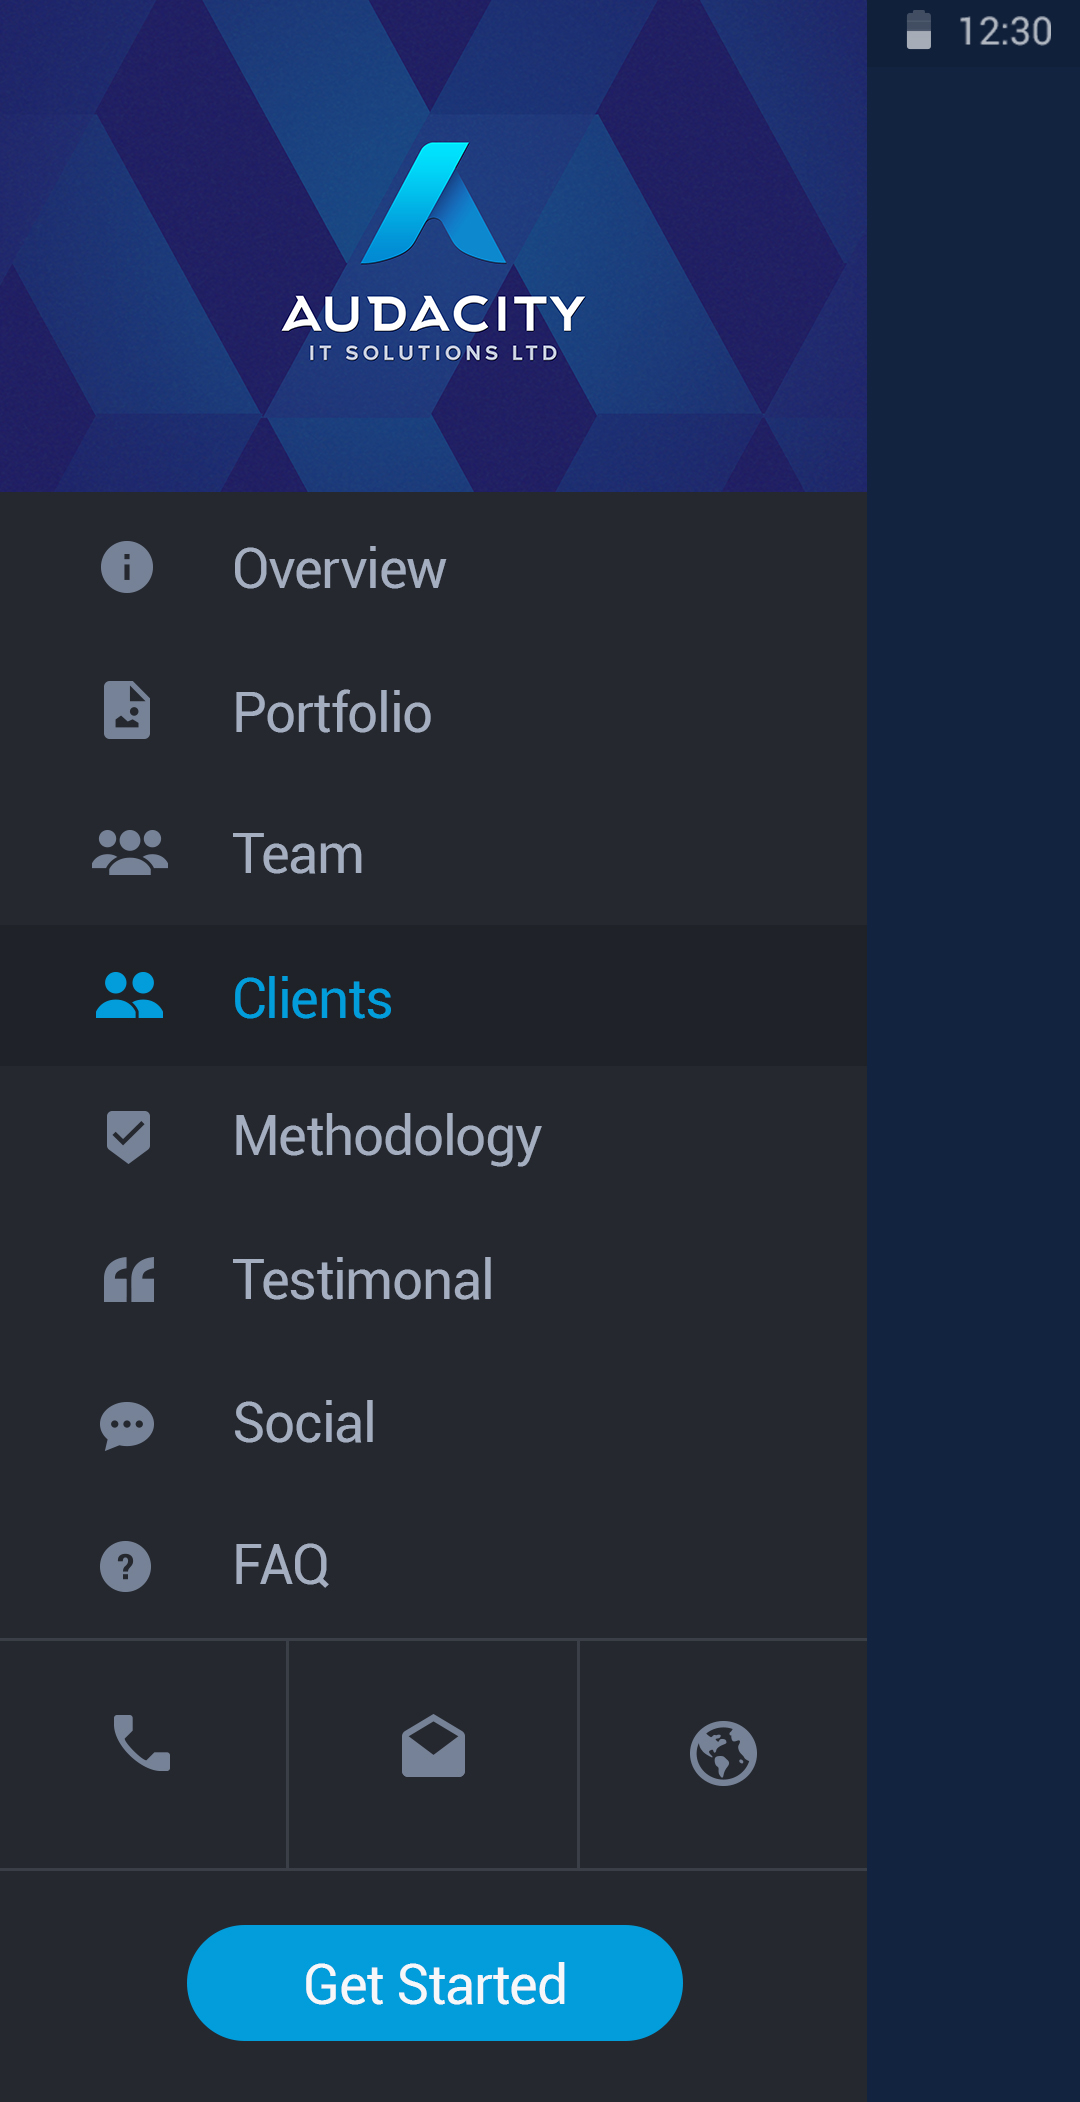 12:30
AUDACITY
IT SOLUTIONS LTD
Overview
Portfolio
Team
Clients
Methodology
Testimonal
Social
FAQ
Get Started